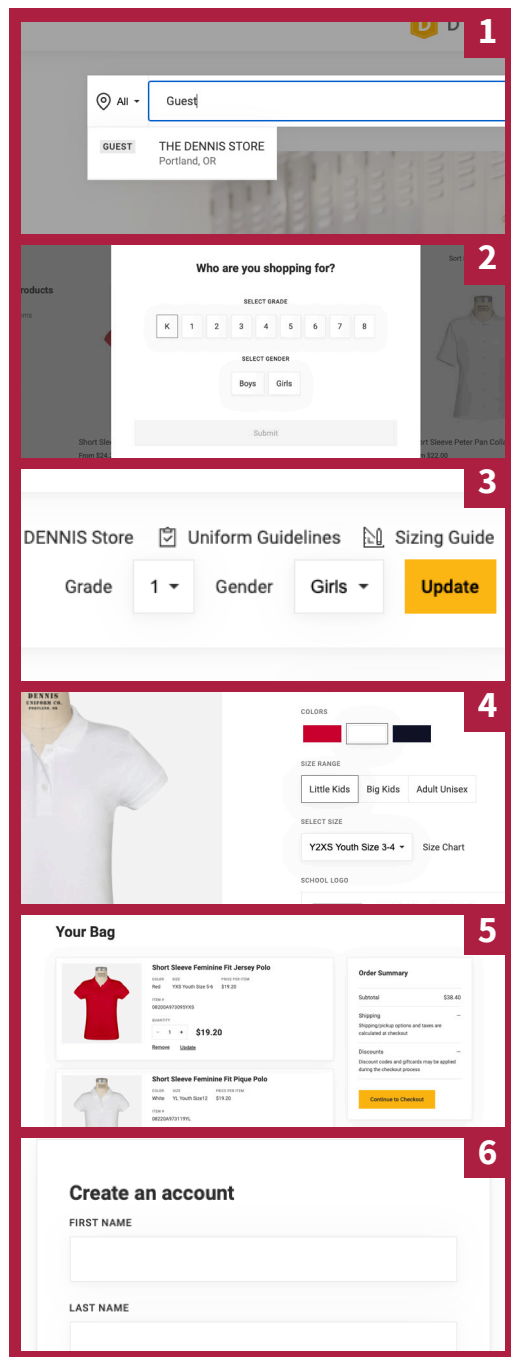 D
1
All
Guest
GUEST THE DENNIS STORE
Portland, OR
2
Who are you shopping for?
Sort
roducts
SELECT GRADE
K 1 2 3 4 5 6 7 8
SELECT GENDER
Boys Girls
Submit
Short Sle
rt Sleeve Peter Pan Colla
From $24.
m $22.00
3
DENNIS Store Uniform Guidelines Sizing Guide
Grade 1 Gender Girls Update
4
DENNIS
UNIFORM CO.
PORTLAND, OR
COLORS
SIZE RANGE
Little Kids Big Kids Adult Unisex
SELECT SIZE
Y2XS Youth Size 3-4 Size Chart
SCHOOL LOGO
5
Your Bag
Short Sleeve Feminine Fit Jersey Polo
COLOR SIZE PRICE PER ITEM
Red YXS Youth Size 5-6 $19.20
ITEM #
08200A97309SYXS
QUANTITY
- 1 + $19.20
Remove Update
Order Summary
Subtotal $38.40
Shipping --
Shipping/pickup options and taxes are
calculated at checkout
Discounts --
Discount codes and giftcards may be applied
during the checkout process
Continue to Checkout
Short Sleeve Feminine Fit Pique Polo
COLOR SIZE PRICE PER ITEM
White YL Youth Size12 $19.20
ITEM #
08220A973119YL
6
Create an account
FIRST NAME
LAST NAME